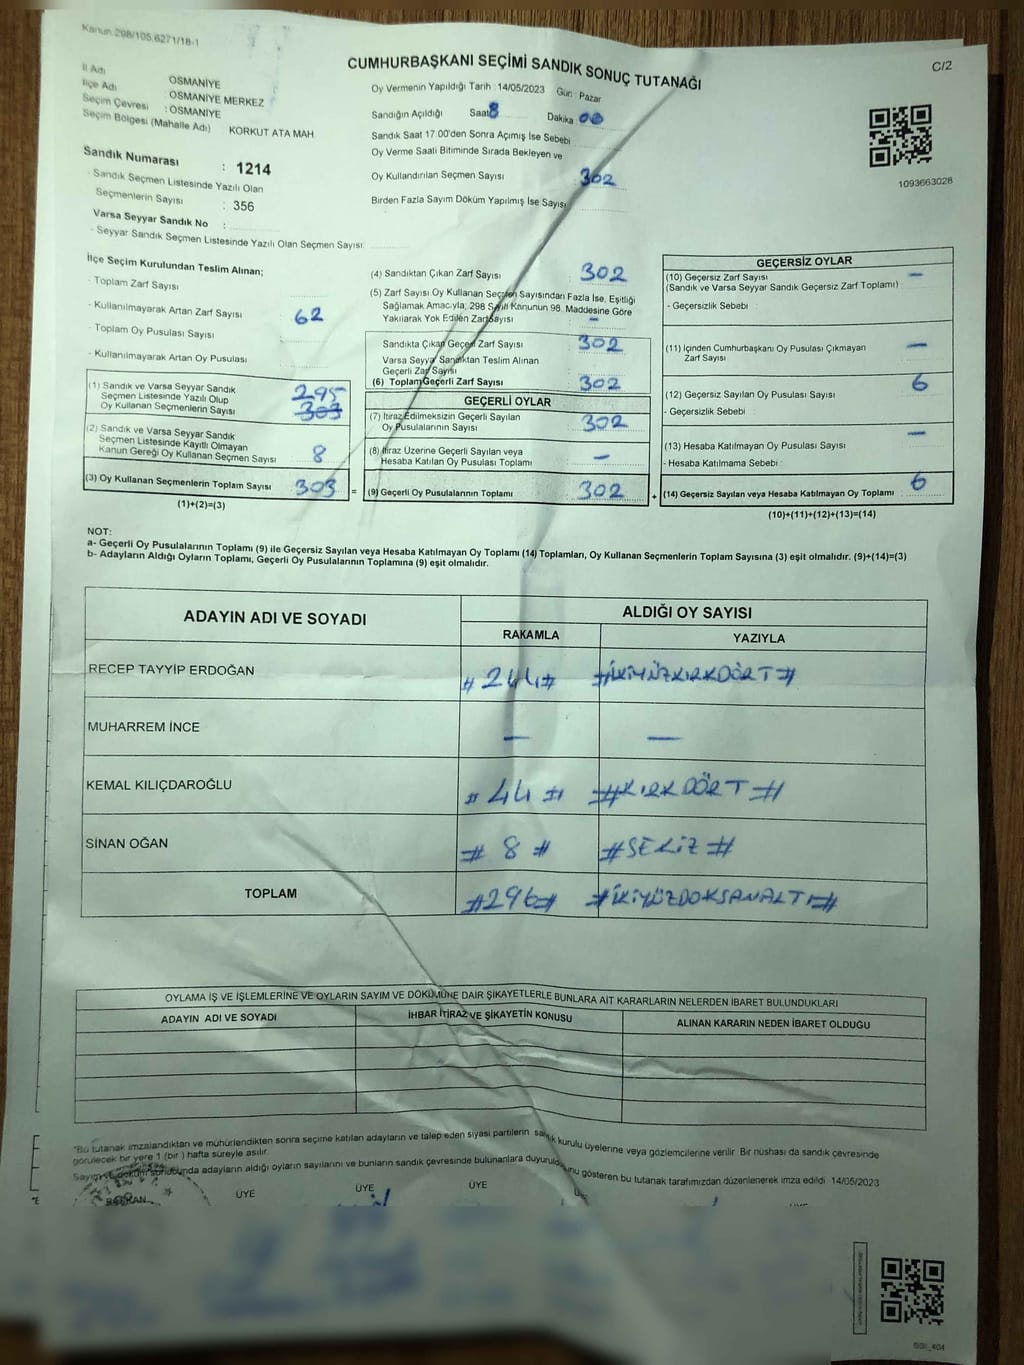 Kanun.298/105.6271/18-1
CUMHURBAŞKANI SEÇİMİ SANDIK SONUÇ TUTANAĞI
C/2
İl Adı OSMANİYE
İlçe Adı OSMANİYE MERKEZ
Seçim Çevresi : OSMANİYE
Seçim Bölgesi (Mahalle Adı) KORKUT ATA MAH
Oy Vermenin Yapıldığı Tarih :14/05/2023 Gün: Pazar
Sandığın Açıldığı Saat 8 Dakika 00
Sandık Saat 17.00'den Sonra Açımış İse Sebebi
Oy Verme Saati Bitiminde Sırada Bekleyen ve
Oy Kullandırılan Seçmen Sayısı 302
Birden Fazla Sayım Döküm Yapılmış İse Sayısı
1093663028
Sandık Numarası : 1214
- Sandık Seçmen Listesinde Yazılı Olan
Seçmenlerin Sayısı : 356
Varsa Seyyar Sandık No :
- Seyyar Sandık Seçmen Listesinde Yazılı Olan Seçmen Sayısı:
İlçe Seçim Kurulundan Teslim Alınan;
- Toplam Zarf Sayısı
- Kullanılmayarak Artan Zarf Sayısı 62
- Toplam Oy Pusulası Sayısı
- Kullanılmayarak Artan Oy Pusulası
(1) Sandık ve Varsa Seyyar Sandık
Seçmen Listesinde Yazılı Olup
Oy Kullanan Seçmenlerin Sayısı 295 303
(2) Sandık ve Varsa Seyyar Sandık
Seçmen Listesinde Kayıtlı Olmayan
Kanun Gereği Oy Kullanan Seçmen Sayısı 8
(3) Oy Kullanan Seçmenlerin Toplam Sayısı 303 =
(1)+(2)=(3)
(4) Sandıktan Çıkan Zarf Sayısı 302
(5) Zarf Sayısı Oy Kullanan Seçmen Sayısından Fazla İse, Eşitliği
Sağlamak Amacıyla; 298 Sayılı Kanunun 98. Maddesine Göre
Yakılarak Yok Edilen Zarf Sayısı -
Sandıkta Çıkan Geçerli Zarf Sayısı 302
Varsa Seyyar Sandıktan Teslim Alınan
Geçerli Zarf Sayısı
(6) Toplam Geçerli Zarf Sayısı 302
GEÇERLİ OYLAR
(7) İtiraz Edilmeksizin Geçerli Sayılan
Oy Pusulalarının Sayısı 302
(8) İtiraz Üzerine Geçerli Sayılan veya
Hesaba Katılan Oy Pusulası Toplamı -
(9) Geçerli Oy Pusulalarının Toplamı 302 +
GEÇERSİZ OYLAR
(10) Geçersiz Zarf Sayısı -
(Sandık ve Varsa Seyyar Sandık Geçersiz Zarf Toplamı)
- Geçersizlik Sebebi
(11) İçinden Cumhurbaşkanı Oy Pusulası Çıkmayan
Zarf Sayısı -
(12) Geçersiz Sayılan Oy Pusulası Sayısı 6
- Geçersizlik Sebebi
(13) Hesaba Katılmayan Oy Pusulası Sayısı -
- Hesaba Katılmama Sebebi
(14) Geçersiz Sayılan veya Hesaba Katılmayan Oy Toplamı 6
(10)+(11)+(12)+(13)=(14)
NOT:
a- Geçerli Oy Pusulalarının Toplamı (9) ile Geçersiz Sayılan veya Hesaba Katılmayan Oy Toplamı (14) Toplamları, Oy Kullanan Seçmenlerin Toplam Sayısına (3) eşit olmalıdır. (9)+(14)=(3)
b- Adayların Aldığı Oyların Toplamı, Geçerli Oy Pusulalarının Toplamına (9) eşit olmalıdır.
ADAYIN ADI VE SOYADI ALDIĞI OY SAYISI
RAKAMLA YAZIYLA
RECEP TAYYİP ERDOĞAN #244# #İKİYÜZKIRKDÖRT#
MUHARREM İNCE - -
KEMAL KILIÇDAROĞLU #44# #KIRKDÖRT#
SİNAN OĞAN #8# #SEKİZ#
TOPLAM #296# #İKİYÜZDOKSANALTI#
OYLAMA İŞ VE İŞLEMLERİNE VE OYLARIN SAYIM VE DÖKÜMÜNE DAİR ŞİKAYETLERLE BUNLARA AİT KARARLARIN NELERDEN İBARET BULUNDUKLARI
ADAYIN ADI VE SOYADI İHBAR İTİRAZ VE ŞİKAYETİN KONUSU ALINAN KARARIN NEDEN İBARET OLDUĞU
"Bu tutanak imzalandıktan ve mühürlendikten sonra seçime katılan adayların ve talep eden siyasi partilerin sandık kurulu üyelerine veya gözlemcilerine verilir. Bir nüshası da sandık çevresinde
görülecek bir yere 1 (bir) hafta süreyle asılır.
Sayım ve döküm sonucunda adayların aldığı oyların sayılarını ve bunların sandık çevresinde bulunanlara duyurulduğunu gösteren bu tutanak tarafımızdan düzenlenerek imza edildi 14/05/2023
BAŞKAN ÜYE ÜYE ÜYE